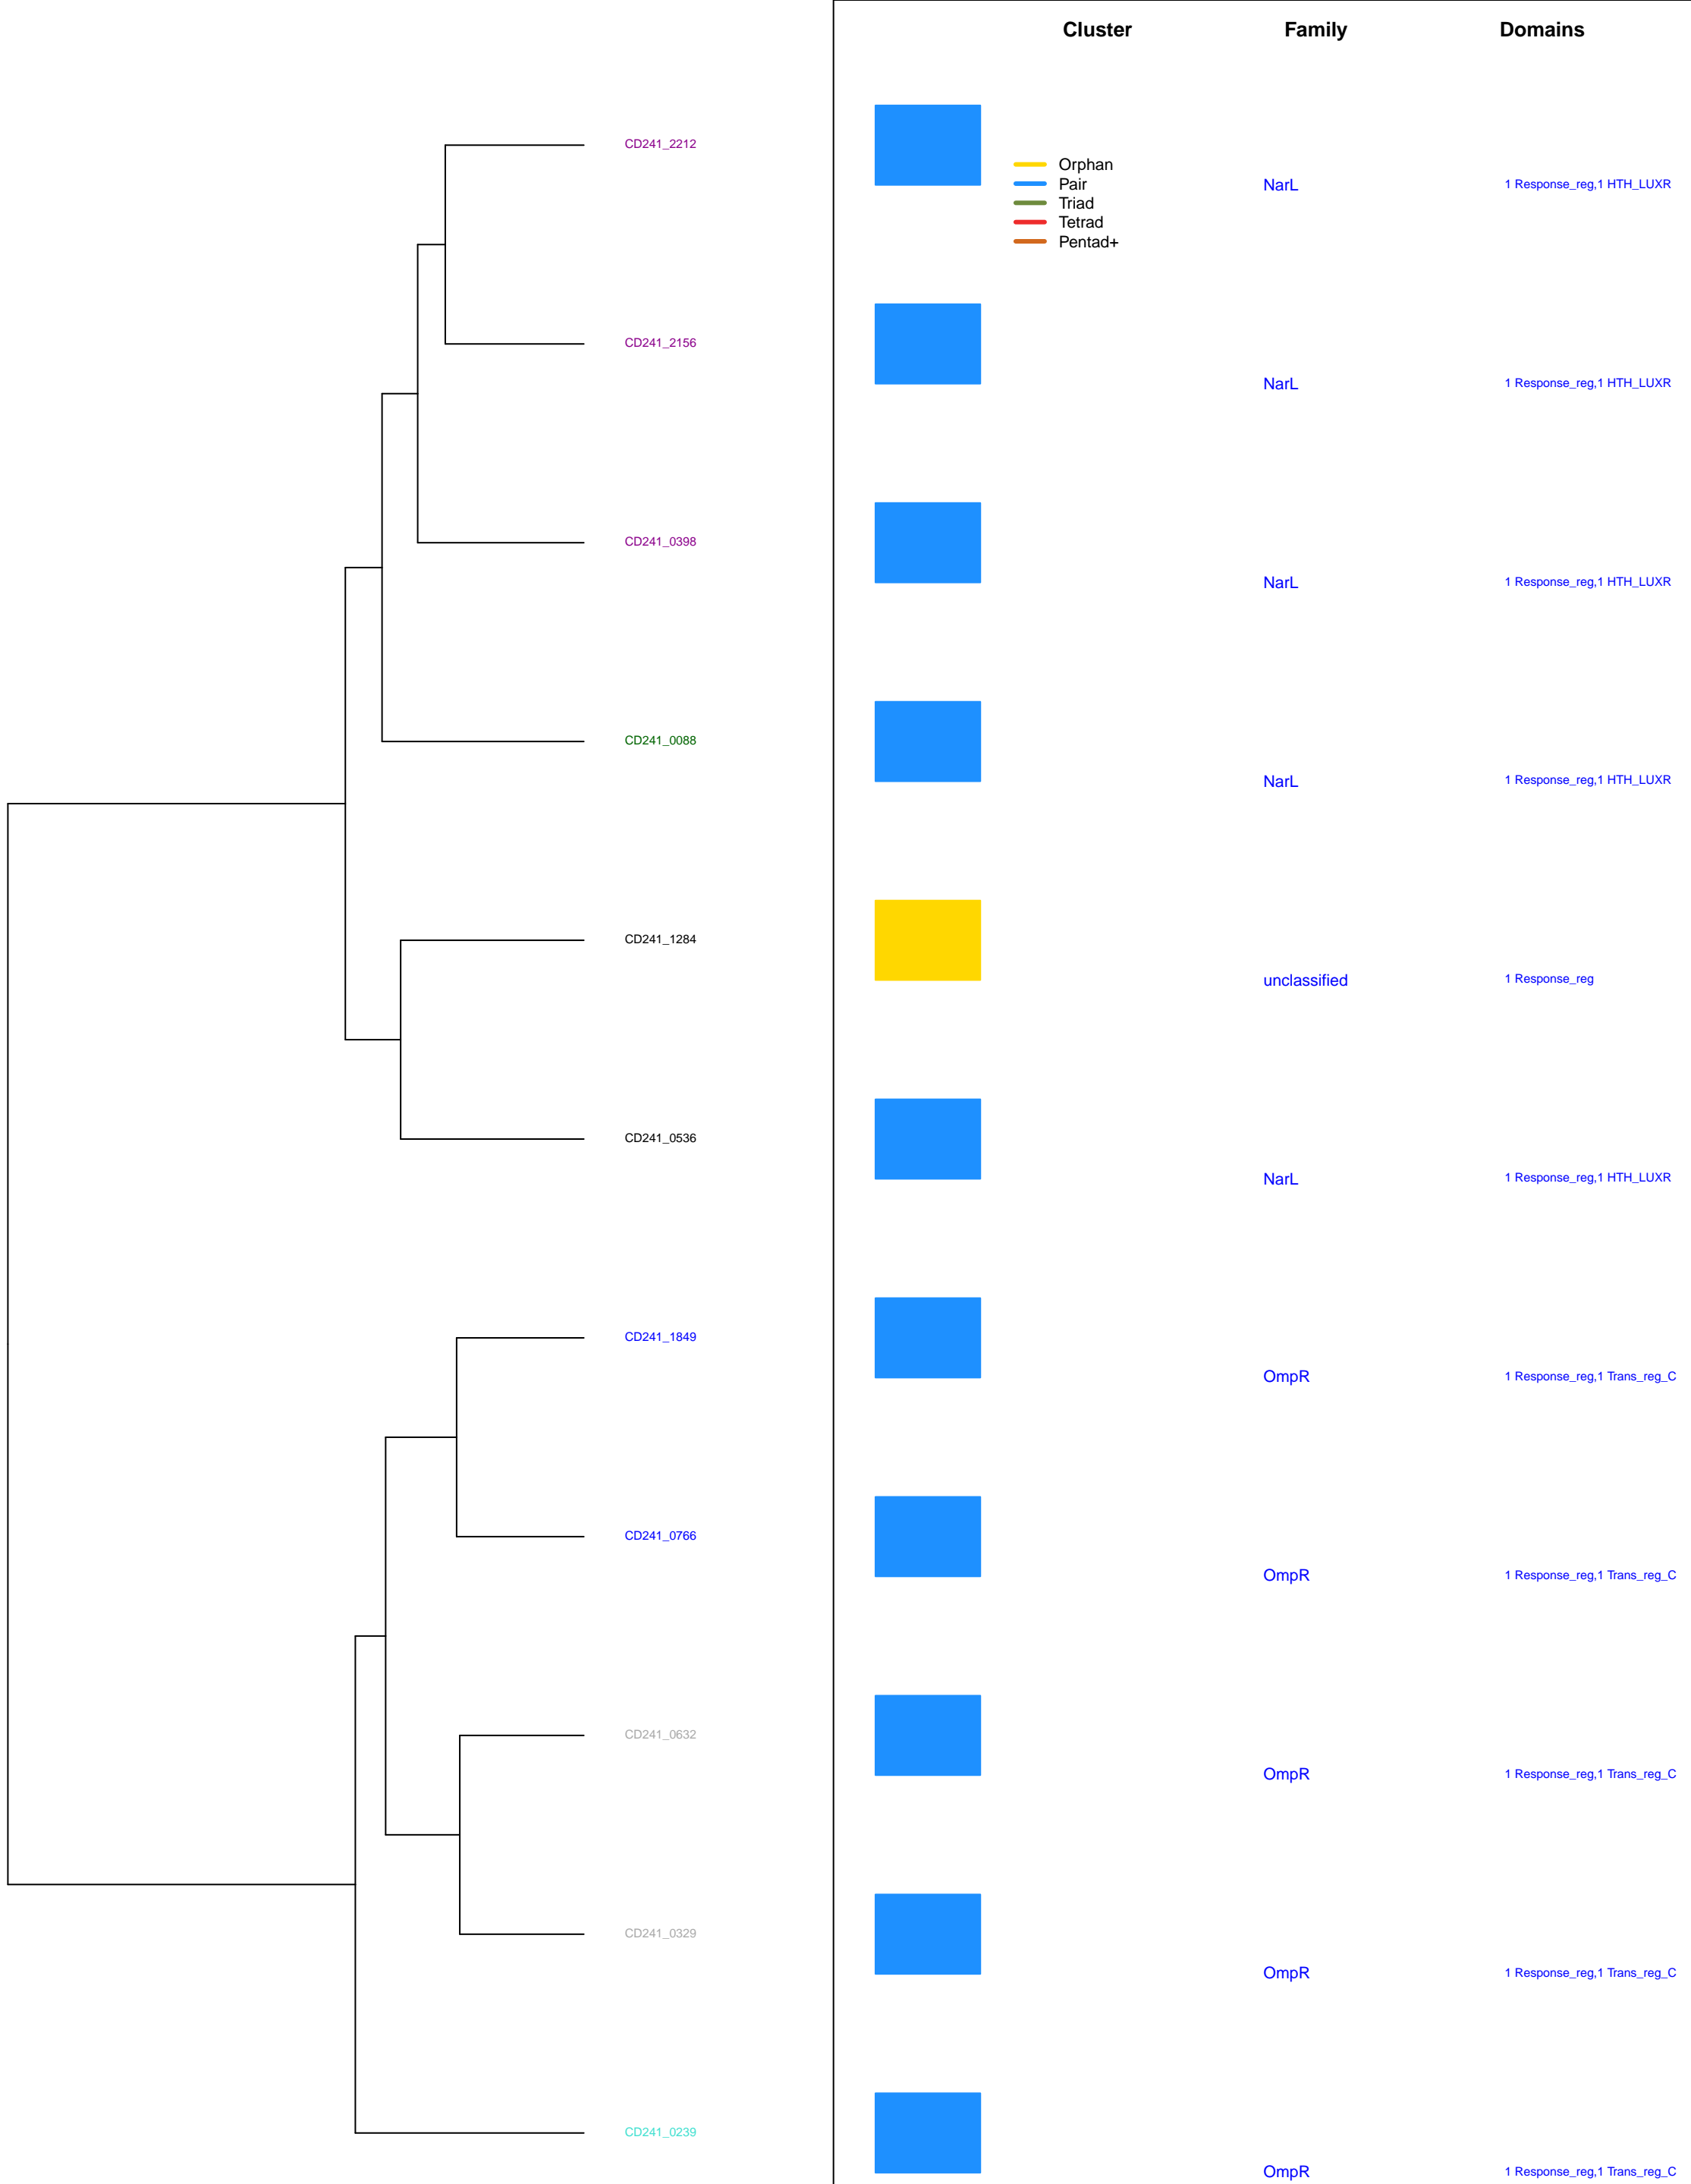 Cluster Family Domains
CD241_2212
Orphan
Pair
Triad
Tetrad
Pentad+
NarL 1 Response_reg,1 HTH_LUXR
CD241_2156
NarL 1 Response_reg,1 HTH_LUXR
CD241_0398
NarL 1 Response_reg,1 HTH_LUXR
CD241_0088
NarL 1 Response_reg,1 HTH_LUXR
CD241_1284
unclassified 1 Response_reg
CD241_0536
NarL 1 Response_reg,1 HTH_LUXR
CD241_1849
OmpR 1 Response_reg,1 Trans_reg_C
CD241_0766
OmpR 1 Response_reg,1 Trans_reg_C
CD241_0632
OmpR 1 Response_reg,1 Trans_reg_C
CD241_0329
OmpR 1 Response_reg,1 Trans_reg_C
CD241_0239
OmpR 1 Response_reg,1 Trans_reg_C